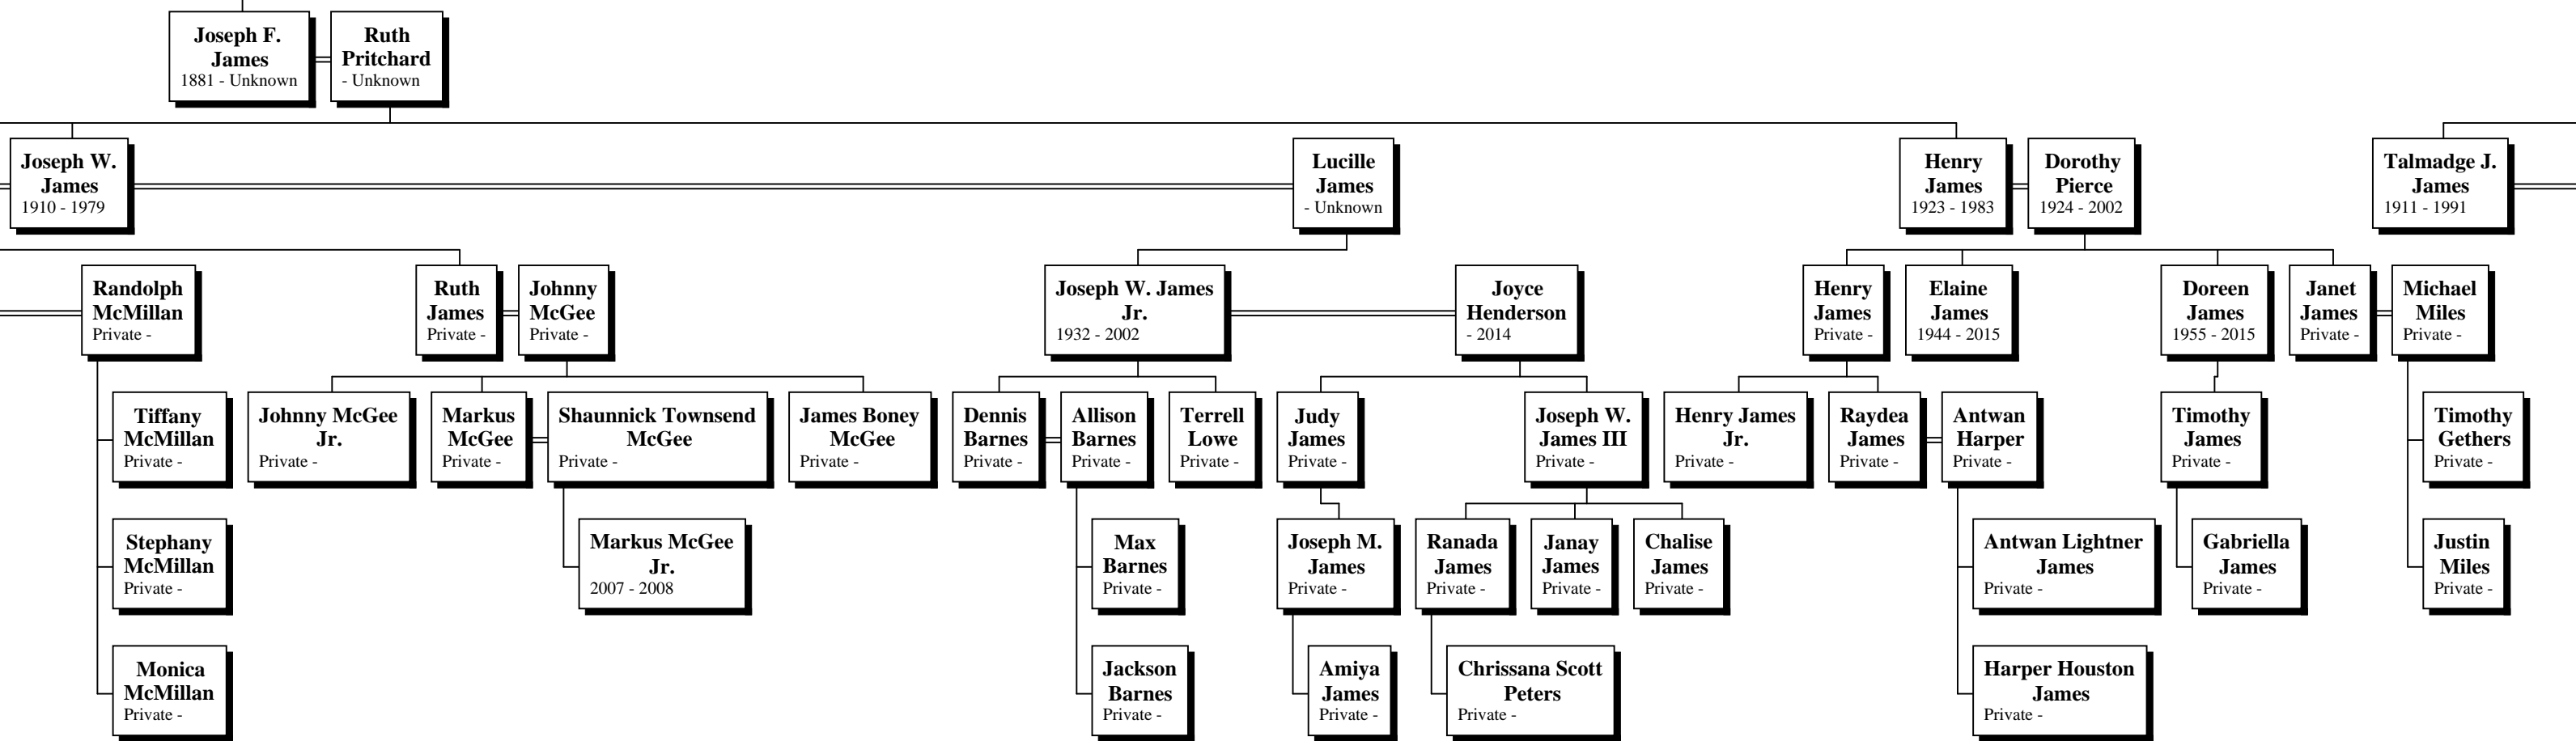 Joseph F.
James
1881 - Unknown
Ruth
Pritchard
- Unknown
Joseph W.
James
1910 - 1979
Lucille
James
- Unknown
Henry
James
1923 - 1983
Dorothy
Pierce
1924 - 2002
Talmadge J.
James
1911 - 1991
Randolph
McMillan
Private -
Ruth
James
Private -
Johnny
McGee
Private -
Joseph W. James
Jr.
1932 - 2002
Joyce
Henderson
- 2014
Henry
James
Private -
Elaine
James
1944 - 2015
Doreen
James
1955 - 2015
Janet
James
Private -
Michael
Miles
Private -
Tiffany
McMillan
Private -
Johnny McGee
Jr.
Private -
Markus
McGee
Private -
Shaunnick Townsend
McGee
Private -
James Boney
McGee
Private -
Dennis
Barnes
Private -
Allison
Barnes
Private -
Terrell
Lowe
Private -
Judy
James
Private -
Joseph W.
James III
Private -
Henry James
Jr.
Private -
Raydea
James
Private -
Antwan
Harper
Private -
Timothy
James
Private -
Timothy
Gethers
Private -
Stephany
McMillan
Private -
Markus McGee
Jr.
2007 - 2008
Max
Barnes
Private -
Joseph M.
James
Private -
Ranada
James
Private -
Janay
James
Private -
Chalise
James
Private -
Antwan Lightner
James
Private -
Gabriella
James
Private -
Justin
Miles
Private -
Monica
McMillan
Private -
Jackson
Barnes
Private -
Amiya
James
Private -
Chrissana Scott
Peters
Private -
Harper Houston
James
Private -